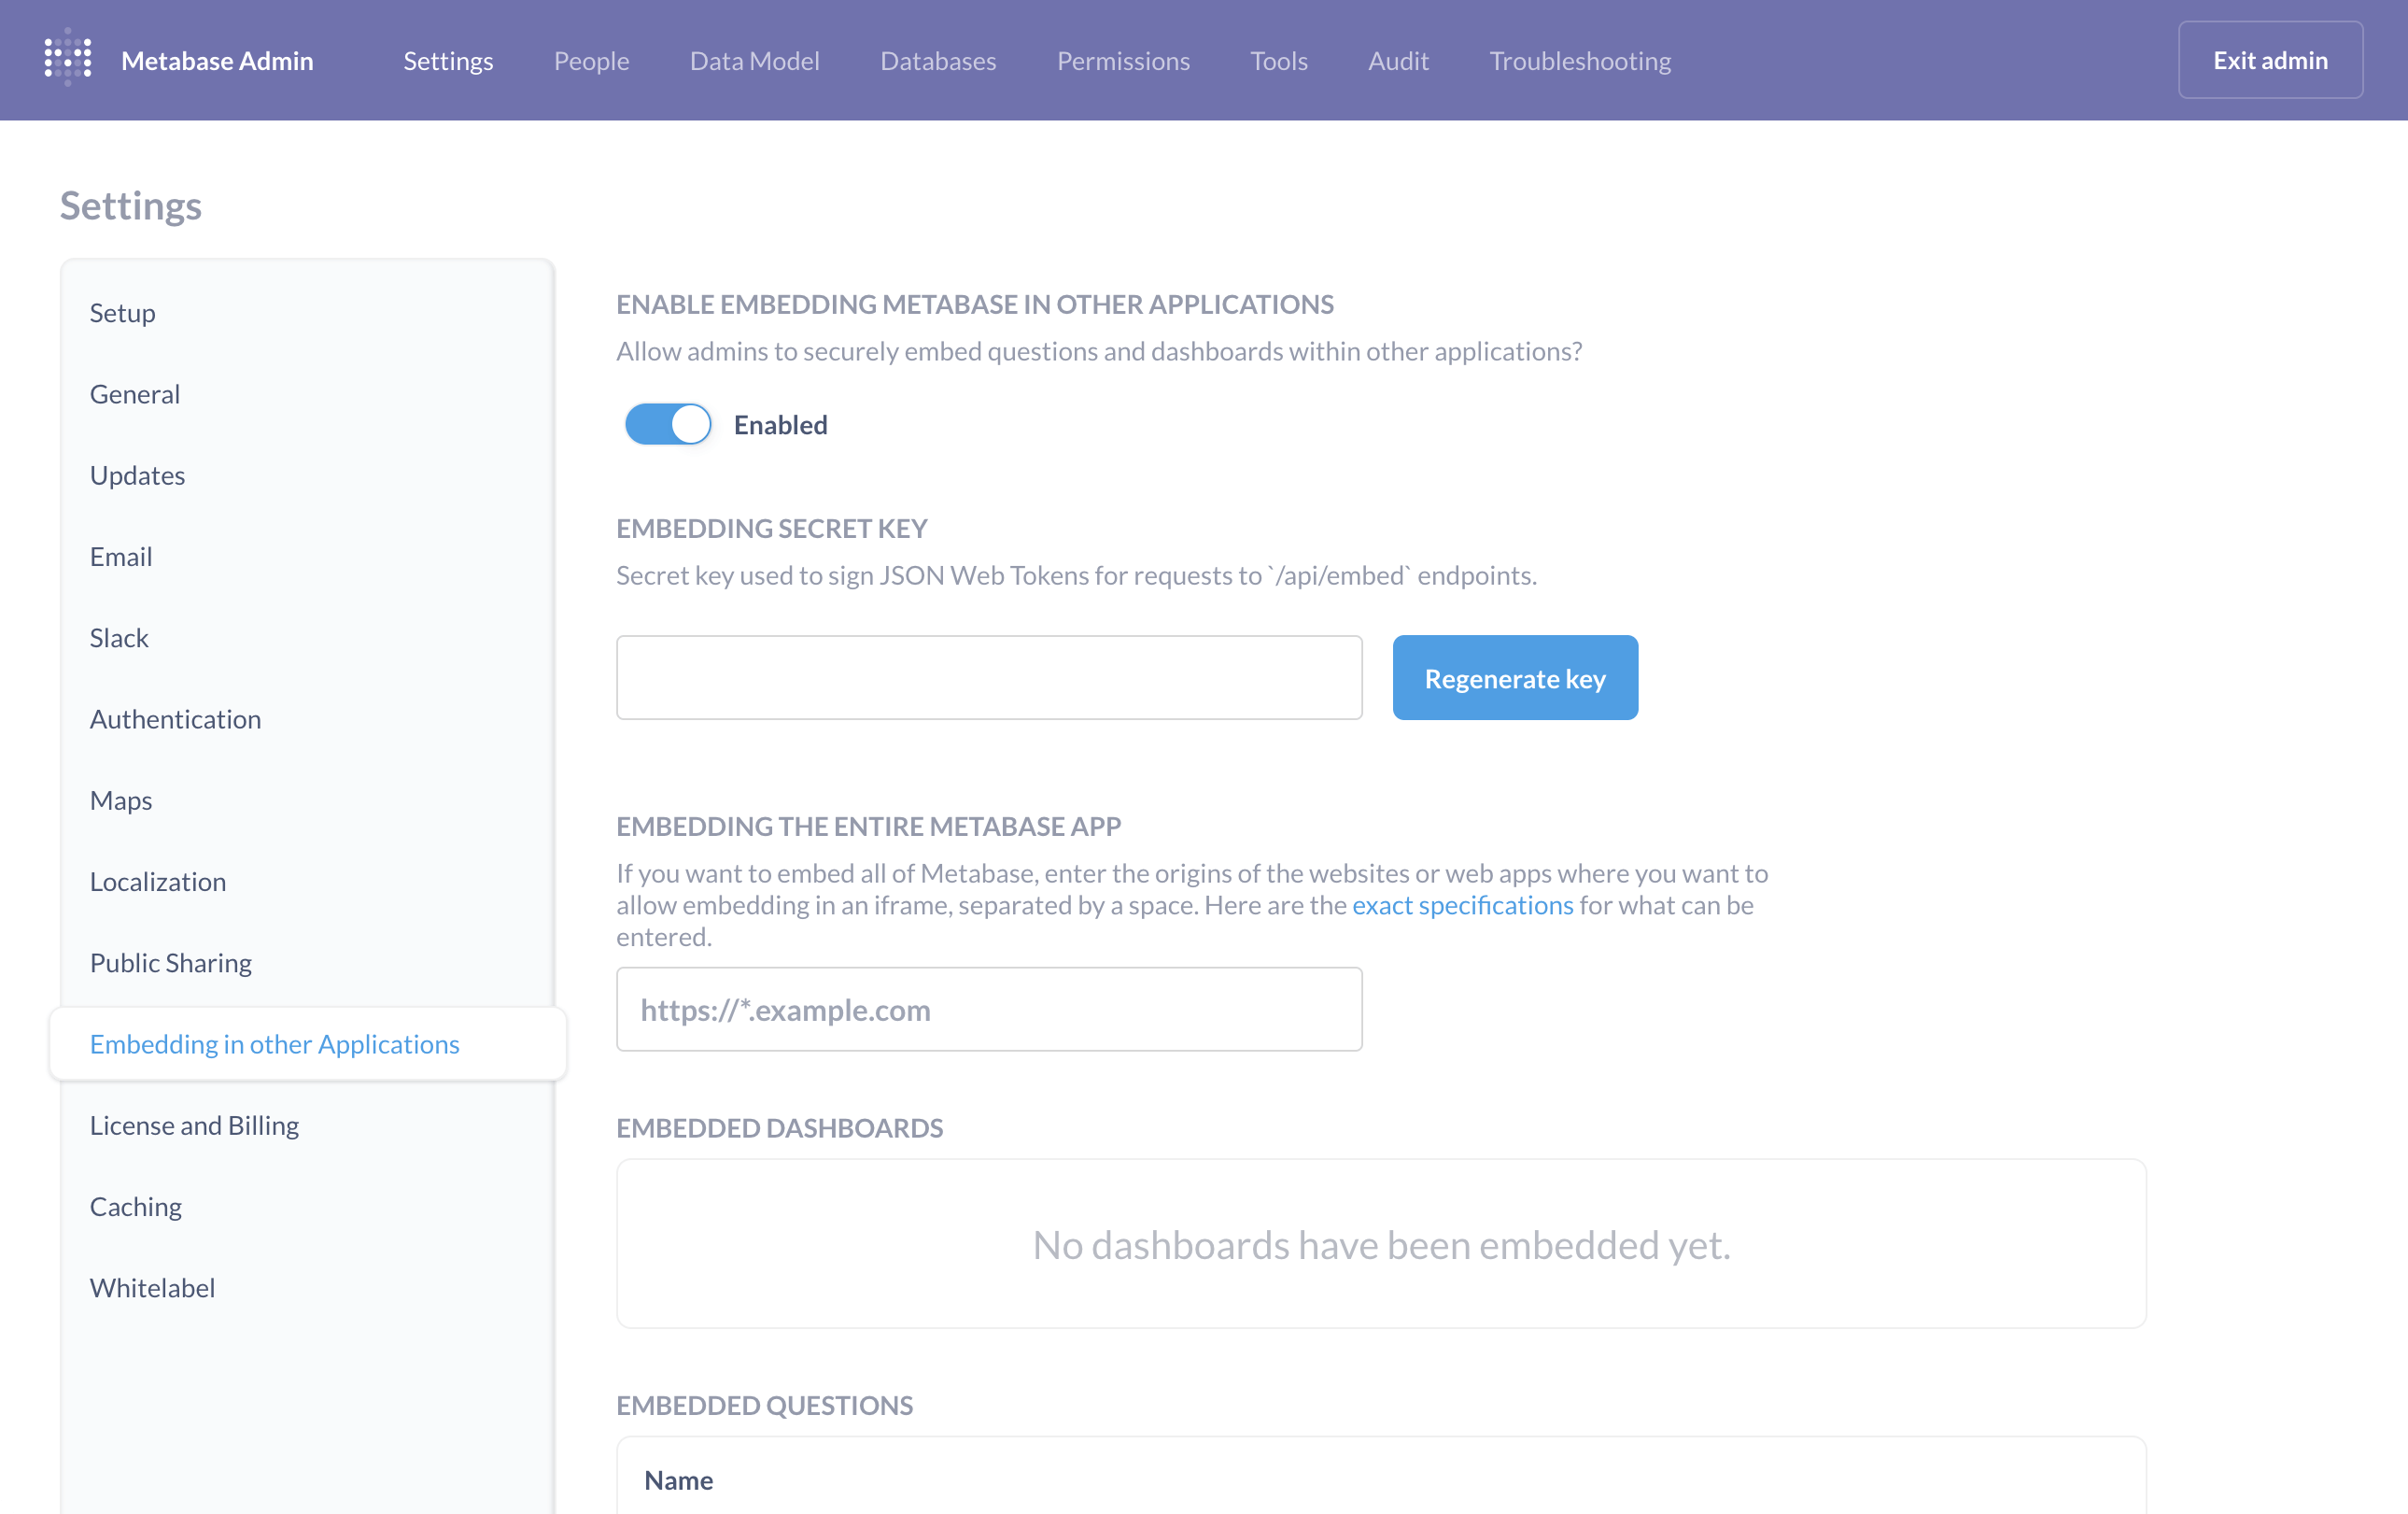 Metabase Admin
Settings
People
Data Model
Databases
Permissions
Tools
Audit
Troubleshooting
Exit admin
Settings
Setup
General
Updates
Email
Slack
Authentication
Maps
Localization
Public Sharing
Embedding in other Applications
License and Billing
Caching
Whitelabel
ENABLE EMBEDDING METABASE IN OTHER APPLICATIONS
Allow admins to securely embed questions and dashboards within other applications?
Enabled
EMBEDDING SECRET KEY
Secret key used to sign JSON Web Tokens for requests to `/api/embed` endpoints.
Regenerate key
EMBEDDING THE ENTIRE METABASE APP
If you want to embed all of Metabase, enter the origins of the websites or web apps where you want to
allow embedding in an iframe, separated by a space. Here are the exact specifications for what can be
entered.
https://*.example.com
EMBEDDED DASHBOARDS
No dashboards have been embedded yet.
EMBEDDED QUESTIONS
Name